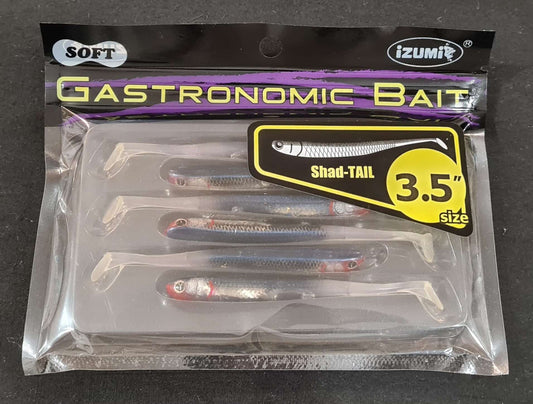 SOFT
iZUMi ®
GASTRONOMIC BAIT
Shad-TAIL
3.5"
size